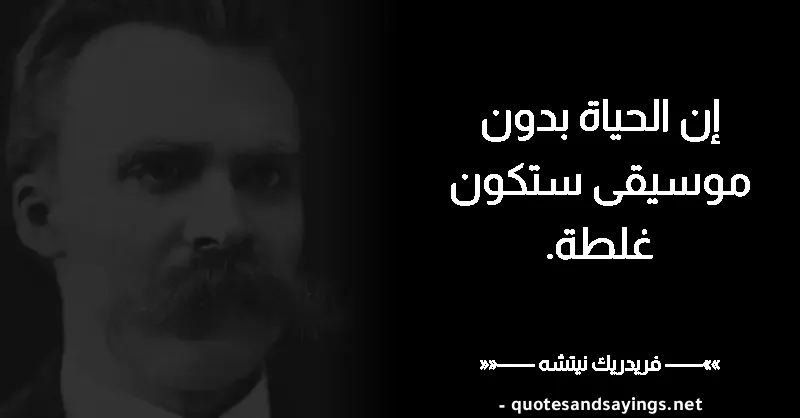 إن الحياة بدون
موسيقى ستكون
غلطة.
»»——— فريدريك نيتشه ———««
- quotesandsayings.net